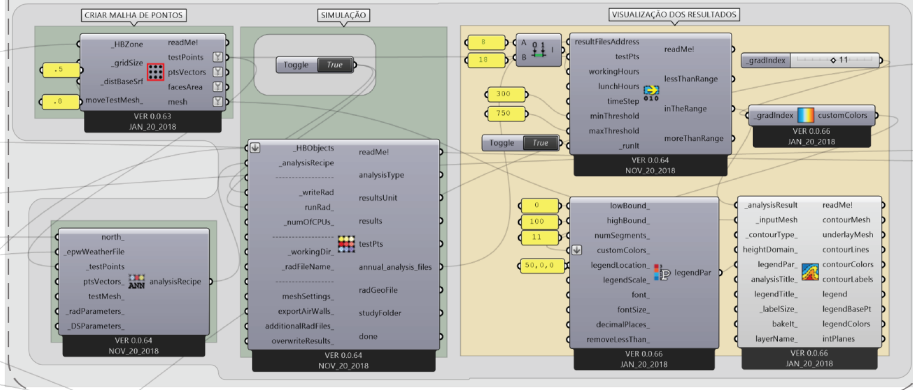 CRIAR MALHA DE PONTOS
_HBZone
_gridSize
_distBaseSrf
moveTestMesh_
readMe!
testPoints
ptsVectors
facesArea
mesh
.5
.0
VER 0.0.63
JAN_20_2018
north_
_epwWeatherFile
_testPoints
ptsVectors_
testMesh_
_radParameters_
_DSParameters_
ANN
analysisRecipe
VER 0.0.64
NOV_20_2018
SIMULAÇÃO
Toggle
True
_HBObjects
_analysisRecipe
_writeRad
runRad_
_numOfCPUs_
_workingDir_
_radFileName_
meshSettings_
exportAirWalls_
additionalRadFiles_
overwriteResults_
readMe!
analysisType
resultsUnit
results
testPts
annual_analysis_files
radGeoFile
studyFolder
done
VER 0.0.64
NOV_20_2018
VISUALIZAÇÃO DOS RESULTADOS
8
18
A
B
I
300
750
Toggle
True
resultFilesAddress
testPts
workingHours
lunchHours
timeStep
minThreshold
maxThreshold
_runIt
readMe!
lessThanRange
inTheRange
moreThanRange
VER 0.0.64
NOV_20_2018
_gradIndex
11
_gradIndex
customColors
VER 0.0.66
JAN_20_2018
0
100
11
50,0,0
lowBound_
highBound_
numSegments_
customColors_
legendLocation_
legendScale_
font_
fontSize_
decimalPlaces_
removeLessThan_
legendPar
VER 0.0.66
JAN_20_2018
_analysisResult
_inputMesh
_contourType_
heightDomain_
legendPar_
analysisTitle_
legendTitle_
_labelSize_
bakeIt_
layerName_
readMe!
contourMesh
underlayMesh
contourLines
contourColors
contourLabels
legend
legendBasePt
legendColors
intPlanes
VER 0.0.66
JAN_20_2018